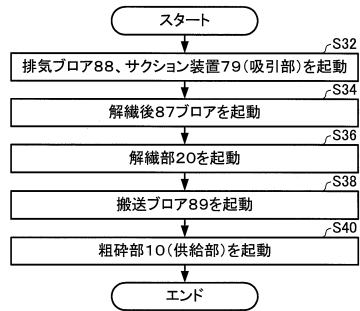 スタート
S32
排気ブロア88、サクション装置79(吸引部)を起動
S34
解繊後87ブロアを起動
S36
解繊部20を起動
S38
搬送ブロア89を起動
S40
粗砕部10(供給部)を起動
エンド